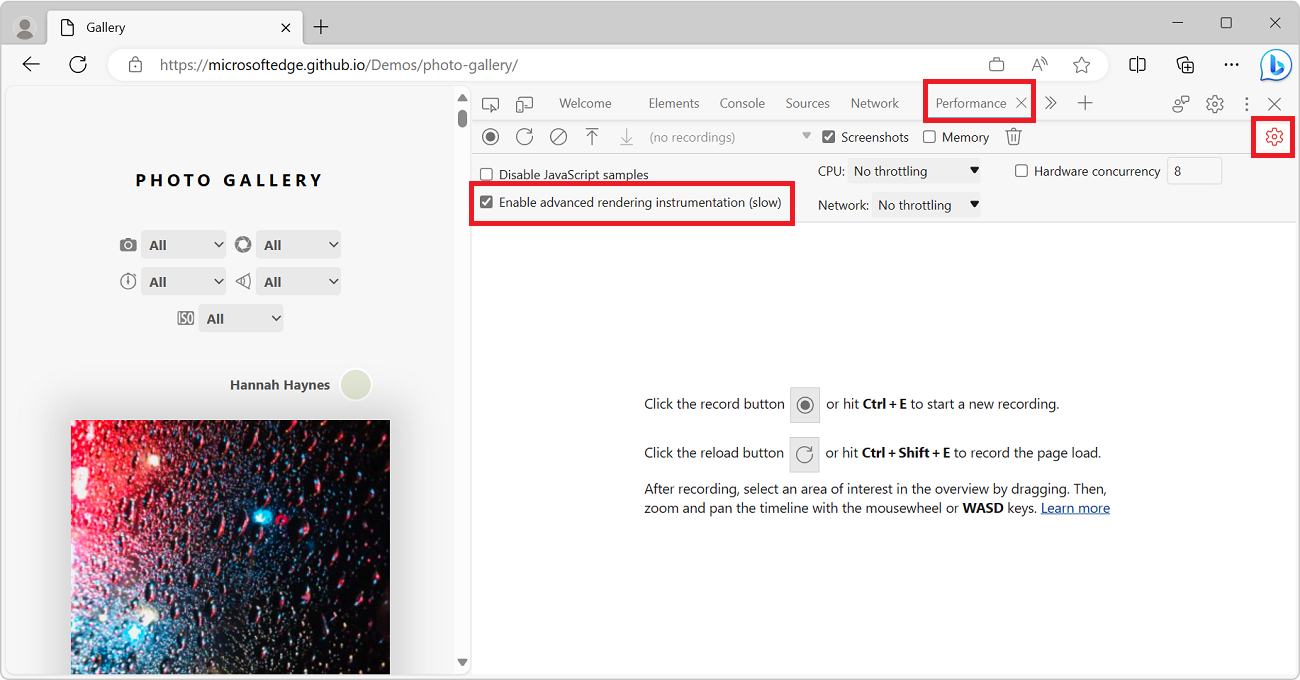 Gallery
https://microsoftedge.github.io/Demos/photo-gallery/
Welcome Elements Console Sources Network Performance
(no recordings) Screenshots Memory
Disable JavaScript samples
Enable advanced rendering instrumentation (slow)
CPU: No throttling
Hardware concurrency 8
Network: No throttling
PHOTO GALLERY
All All
All All
ISO All
Hannah Haynes
Click the record button or hit Ctrl + E to start a new recording.
Click the reload button or hit Ctrl + Shift + E to record the page load.
After recording, select an area of interest in the overview by dragging. Then,
zoom and pan the timeline with the mousewheel or WASD keys. Learn more